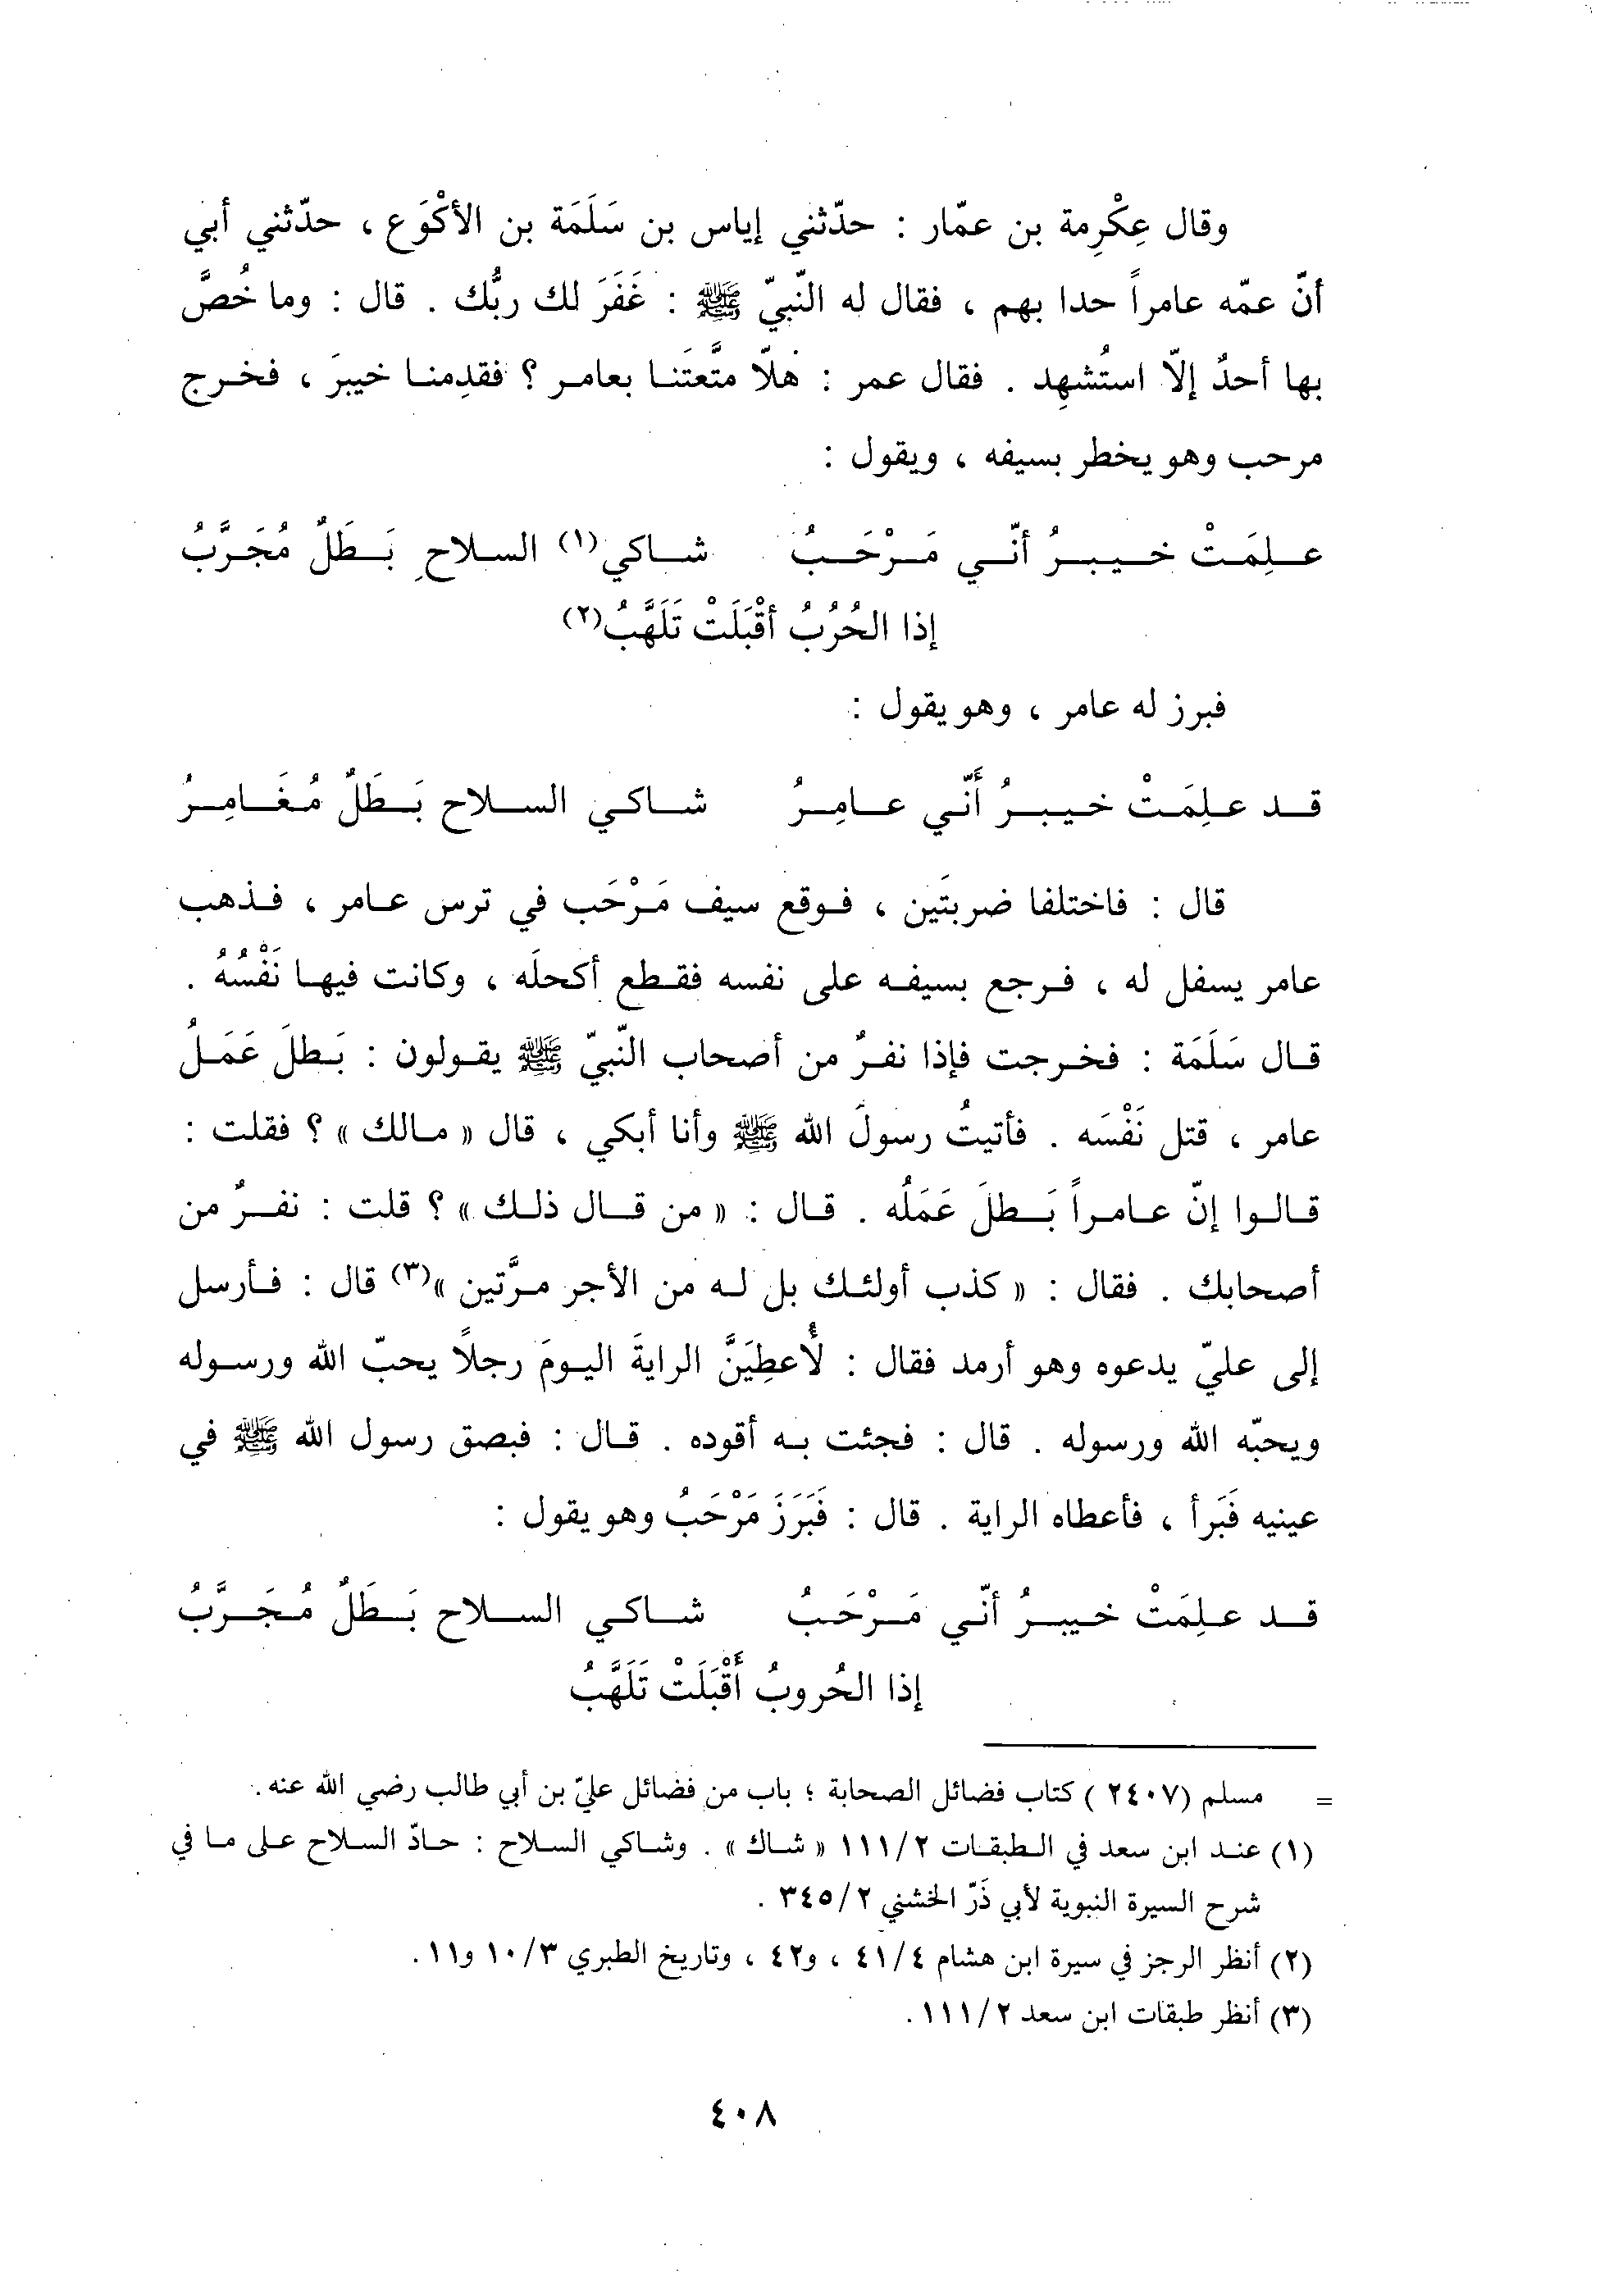 وقال عِكْرِمة بن عمّار : حدّثني إياس بن سَلَمَة بن الأكْوَع ، حدّثني أبي
أنّ عمّه عامراً حدا بهم ، فقال له النّبيّ ﷺ : غَفَرَ لك ربُّك . قال : وما خُصَّ
بها أحدٌ إلّا استُشهِد . فقال عمر : هلّا متَّعتَنا بعامر ؟ فقدِمنا خيبرَ ، فخرج
مرحب وهو يخطر بسيفه ، ويقول :
علِمَتْ خيبرُ أنّي مَرْحَبُ شاكي(١) السلاحِ بَطَلٌ مُجَرَّبُ
إذا الحُرُبُ أقْبَلَتْ تَلَهَّبُ(٢)
فبرز له عامر ، وهو يقول :
قد علِمَتْ خيبرُ أَنّي عامِرُ شاكي السلاح بَطَلٌ مُغَامِرُ
قال : فاختلفا ضربتَين ، فوقع سيف مَرْحَب في ترس عامر ، فذهب
عامر يسفل له ، فرجع بسيفه على نفسه فقطع أكحلَه ، وكانت فيها نَفْسُهُ .
قال سَلَمَة : فخرجت فإذا نفرٌ من أصحاب النّبيّ ﷺ يقولون : بَطلَ عَمَلُ
عامر ، قتل نَفْسَه . فأتيتُ رسولَ الله ﷺ وأنا أبكي ، قال « مالك » ؟ فقلت :
قالوا إنّ عامراً بَطلَ عَمَلُه . قال : « من قال ذلك » ؟ قلت : نفرٌ من
أصحابك . فقال : « كذب أولئك بل له من الأجر مرَّتين »(٣) قال : فأرسل
إلى عليّ يدعوه وهو أرمد فقال : لأُعطِيَنَّ الرايةَ اليومَ رجلاً يحبّ الله ورسوله
ويحبّه الله ورسوله . قال : فجئت به أقوده . قال : فبصق رسول الله ﷺ في
عينيه فَبَرأ ، فأعطاه الراية . قال : فَبَرَزَ مَرْحَبُ وهو يقول :
قد علِمَتْ خيبرُ أنّي مَرْحَبُ شاكي السلاح بَطَلٌ مُجَرَّبُ
إذا الحُروبُ أَقْبَلَتْ تَلَهَّبُ
= مسلم (٢٤٠٧ ) كتاب فضائل الصحابة ؛ باب من فضائل عليّ بن أبي طالب رضي الله عنه .
(١) عند ابن سعد في الطبقات ١١١/٢ « شاك » . وشاكي السلاح : حادّ السلاح على ما في
شرح السيرة النبوية لأبي ذَرّ الخشني ٣٤٥/٢ .
(٢) أنظر الرجز في سيرة ابن هشام ٤١/٤ ، و٤٢ ، وتاريخ الطبري ١٠/٣ و١١ .
(٣) أنظر طبقات ابن سعد ١١١/٢ .
٤٠٨